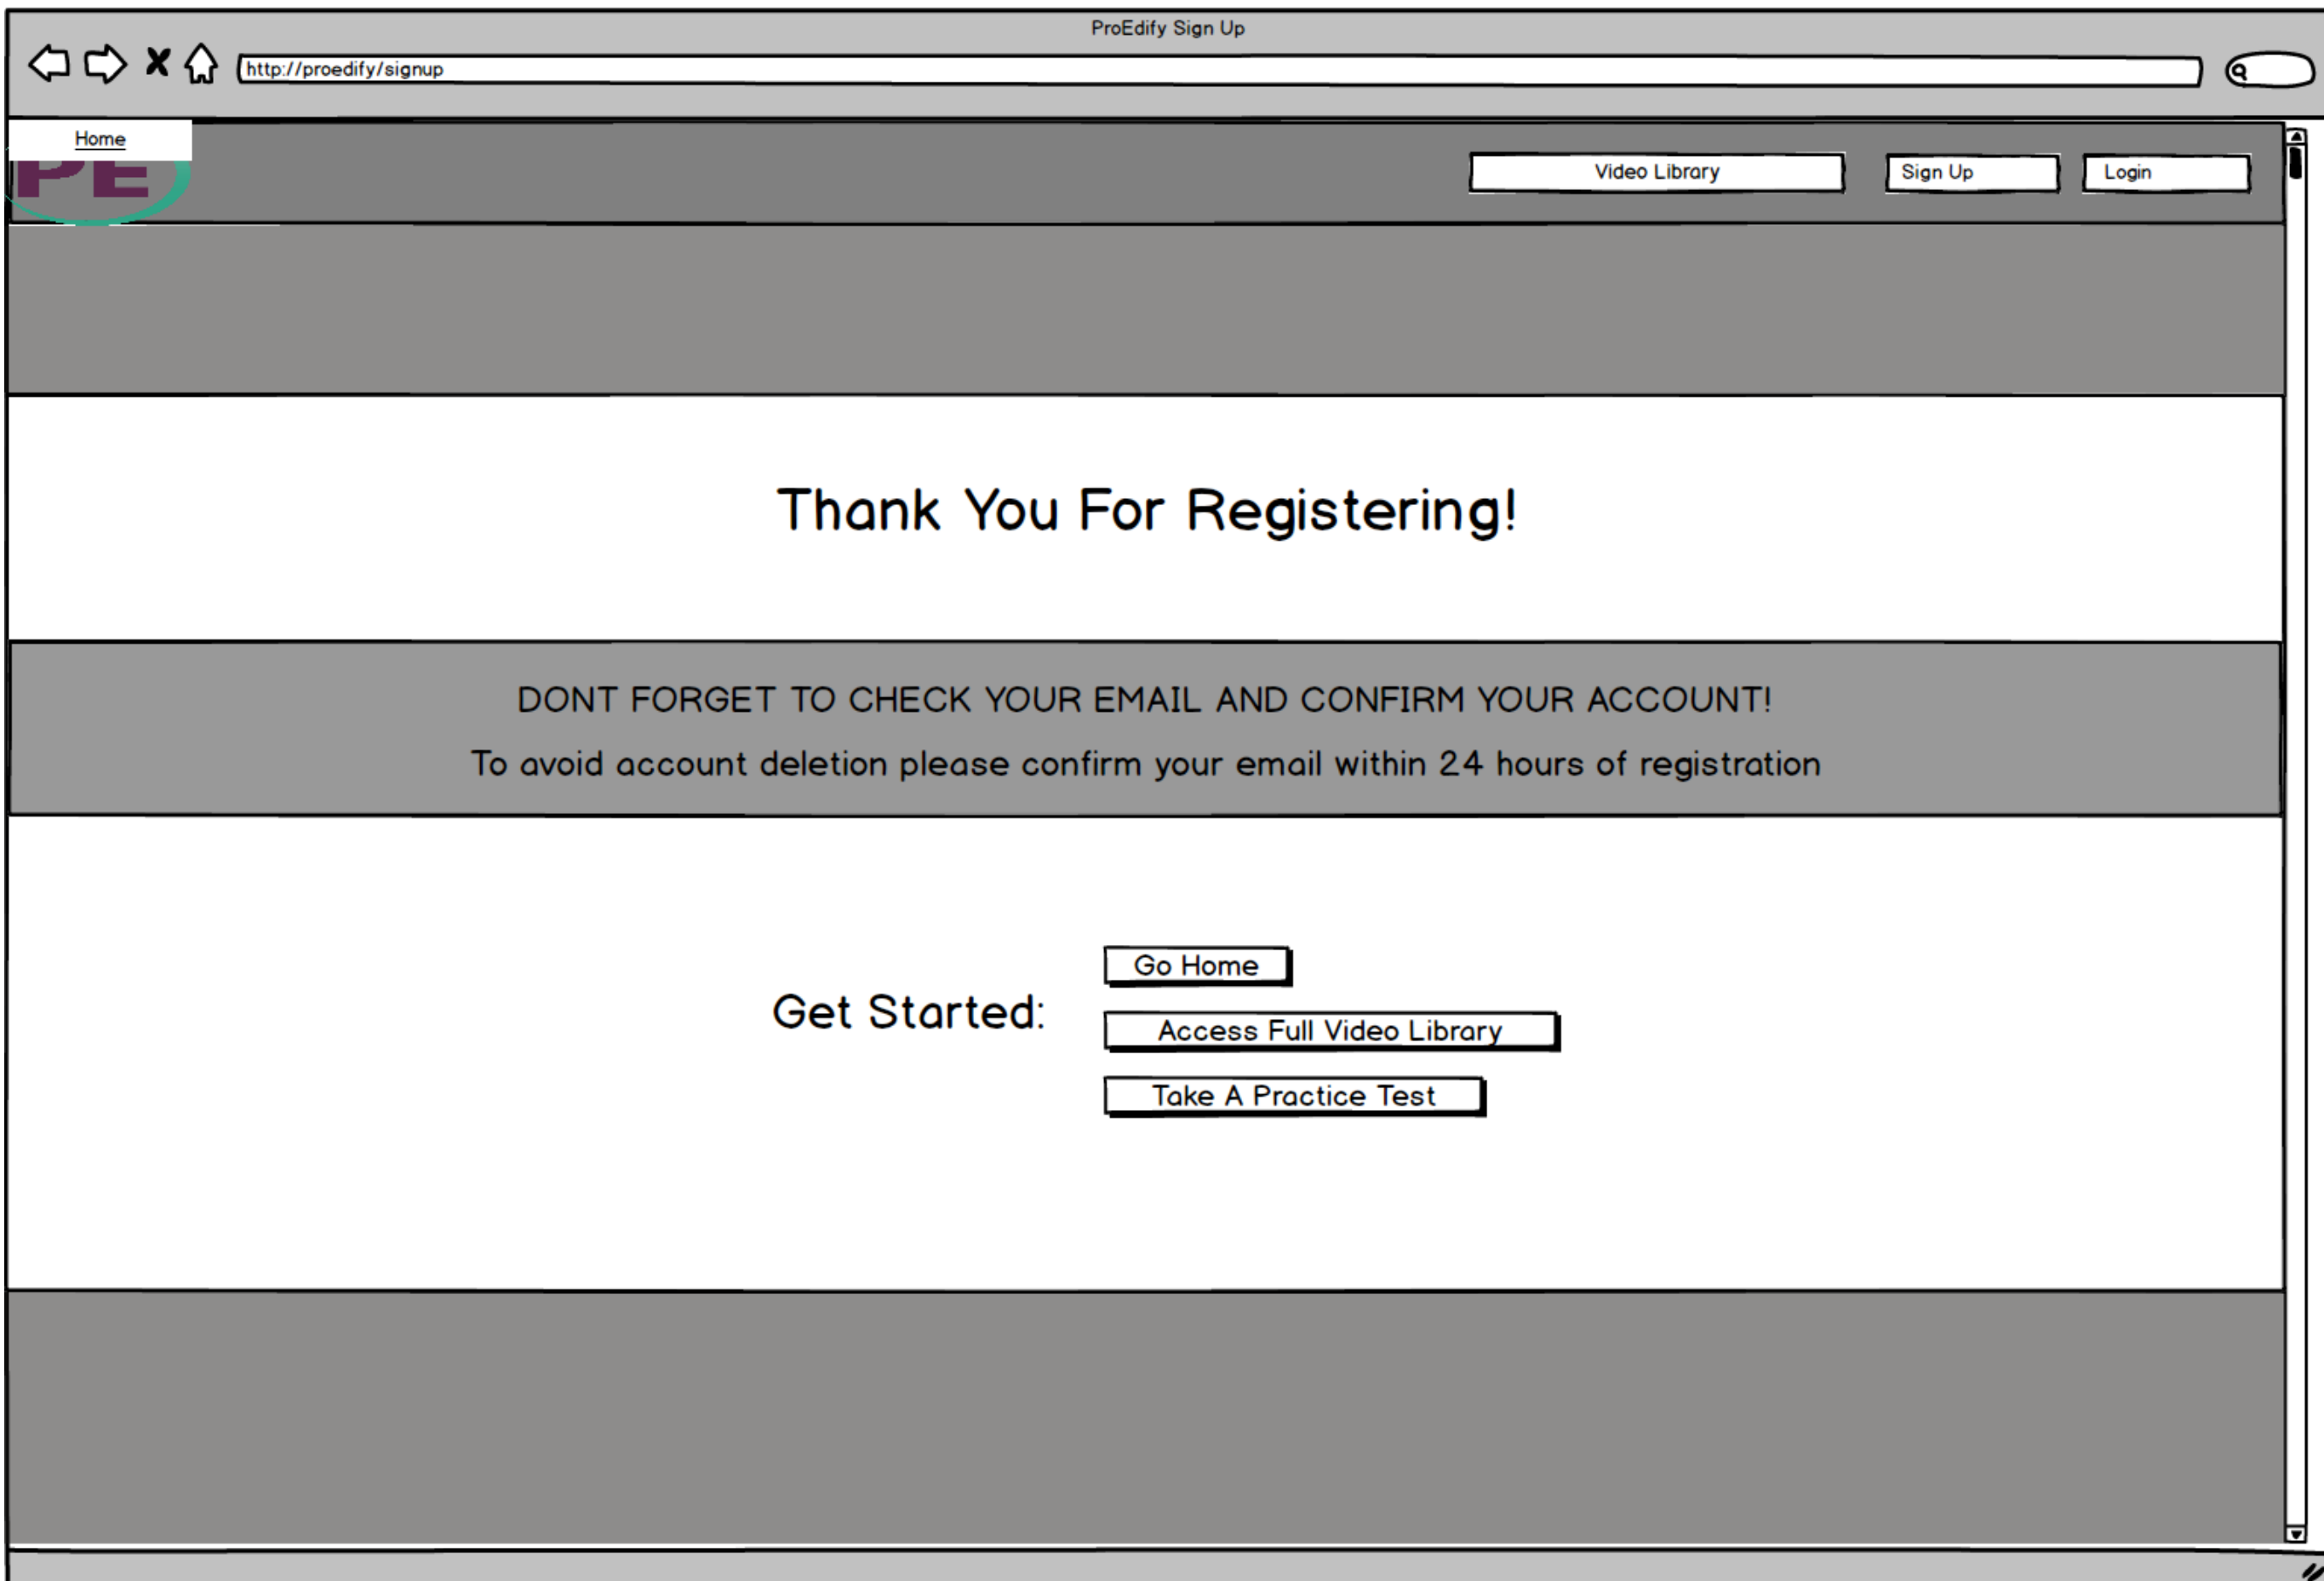 ProEdify Sign Up
http://proedify/signup
Home
PE
Video Library
Sign Up
Login
Thank You For Registering!
DONT FORGET TO CHECK YOUR EMAIL AND CONFIRM YOUR ACCOUNT!
To avoid account deletion please confirm your email within 24 hours of registration
Get Started:
Go Home
Access Full Video Library
Take A Practice Test